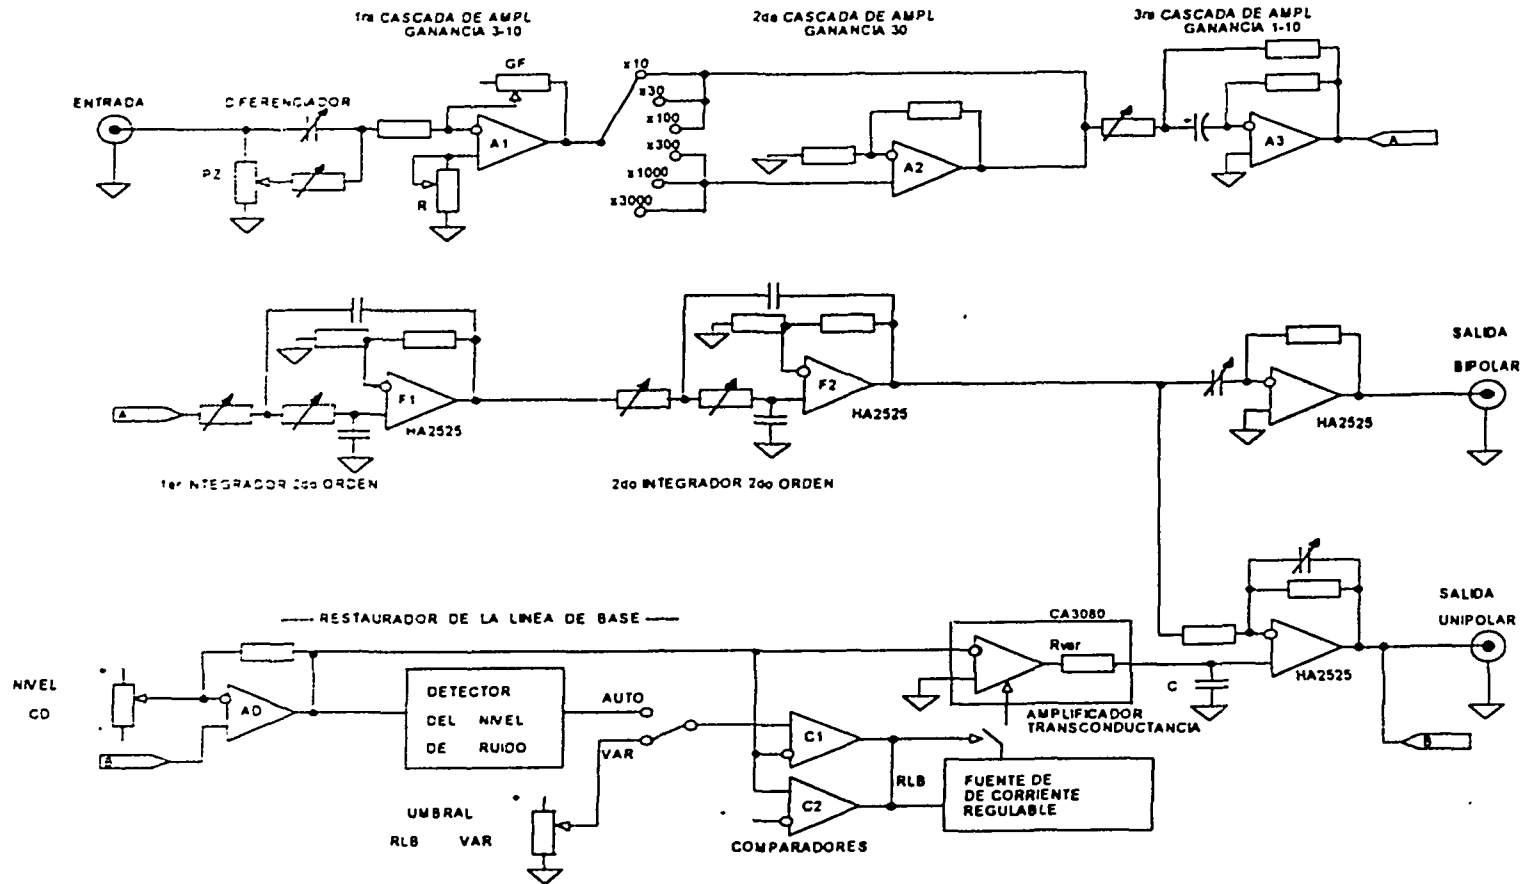 1ra CASCADA DE AMPL
GANANCIA 3-10
2da CASCADA DE AMPL
GANANCIA 30
3ra CASCADA DE AMPL
GANANCIA 1-10
GF
ENTRADA
DIFERENCIADOR
x10
x30
x100
x300
x1000
x3000
A1
A2
A3
A
PZ
R
SALIDA
BIPOLAR
A
F1
HA2525
F2
HA2525
HA2525
1er INTEGRADOR 2do ORDEN
2do INTEGRADOR 2do ORDEN
RESTAURADOR DE LA LINEA DE BASE
CA3080
SALIDA
UNIPOLAR
Rvar
NIVEL
CD
AD
DETECTOR
DEL NIVEL
DE RUIDO
AUTO
VAR
C
HA2525
AMPLIFICADOR
TRANSCONDUCTANCIA
C1
B
B
RLB
FUENTE DE
DE CORRIENTE
REGULABLE
UMBRAL
RLB VAR
C2
COMPARADORES